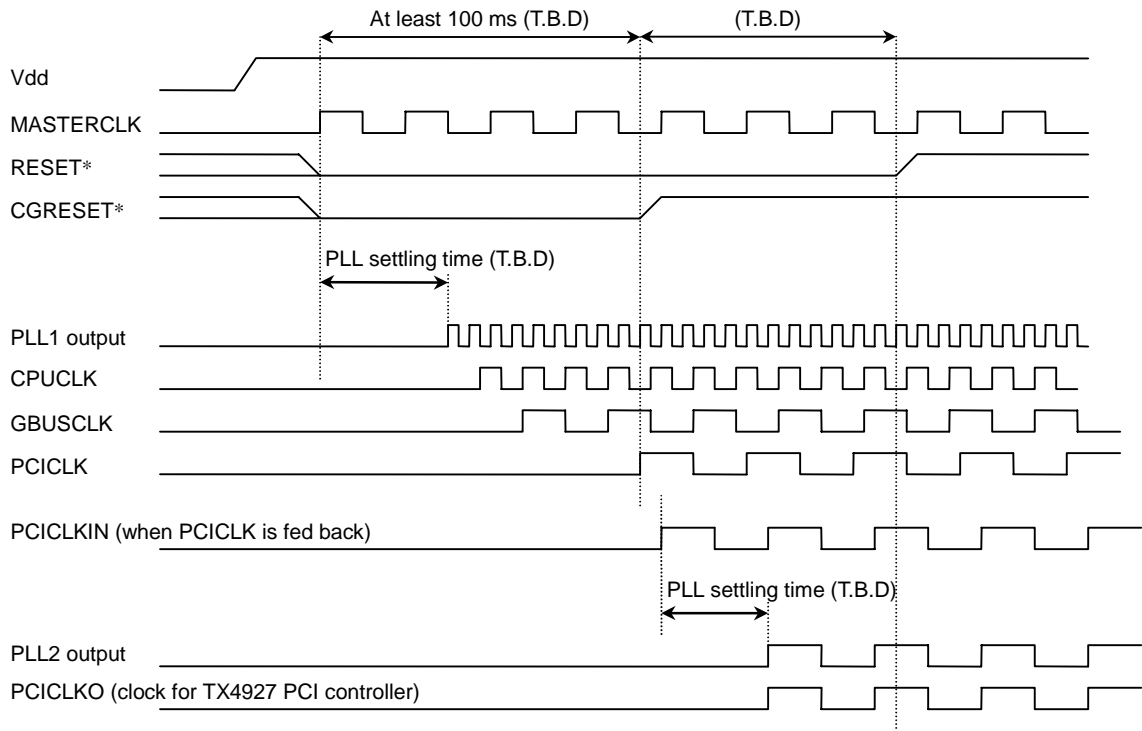 At least 100 ms (T.B.D)
(T.B.D)
Vdd
MASTERCLK
RESET*
CGRESET*
PLL settling time (T.B.D)
PLL1 output
CPUCLK
GBUSCLK
PCICLK
PCICLKIN (when PCICLK is fed back)
PLL settling time (T.B.D)
PLL2 output
PCICLKO (clock for TX4927 PCI controller)